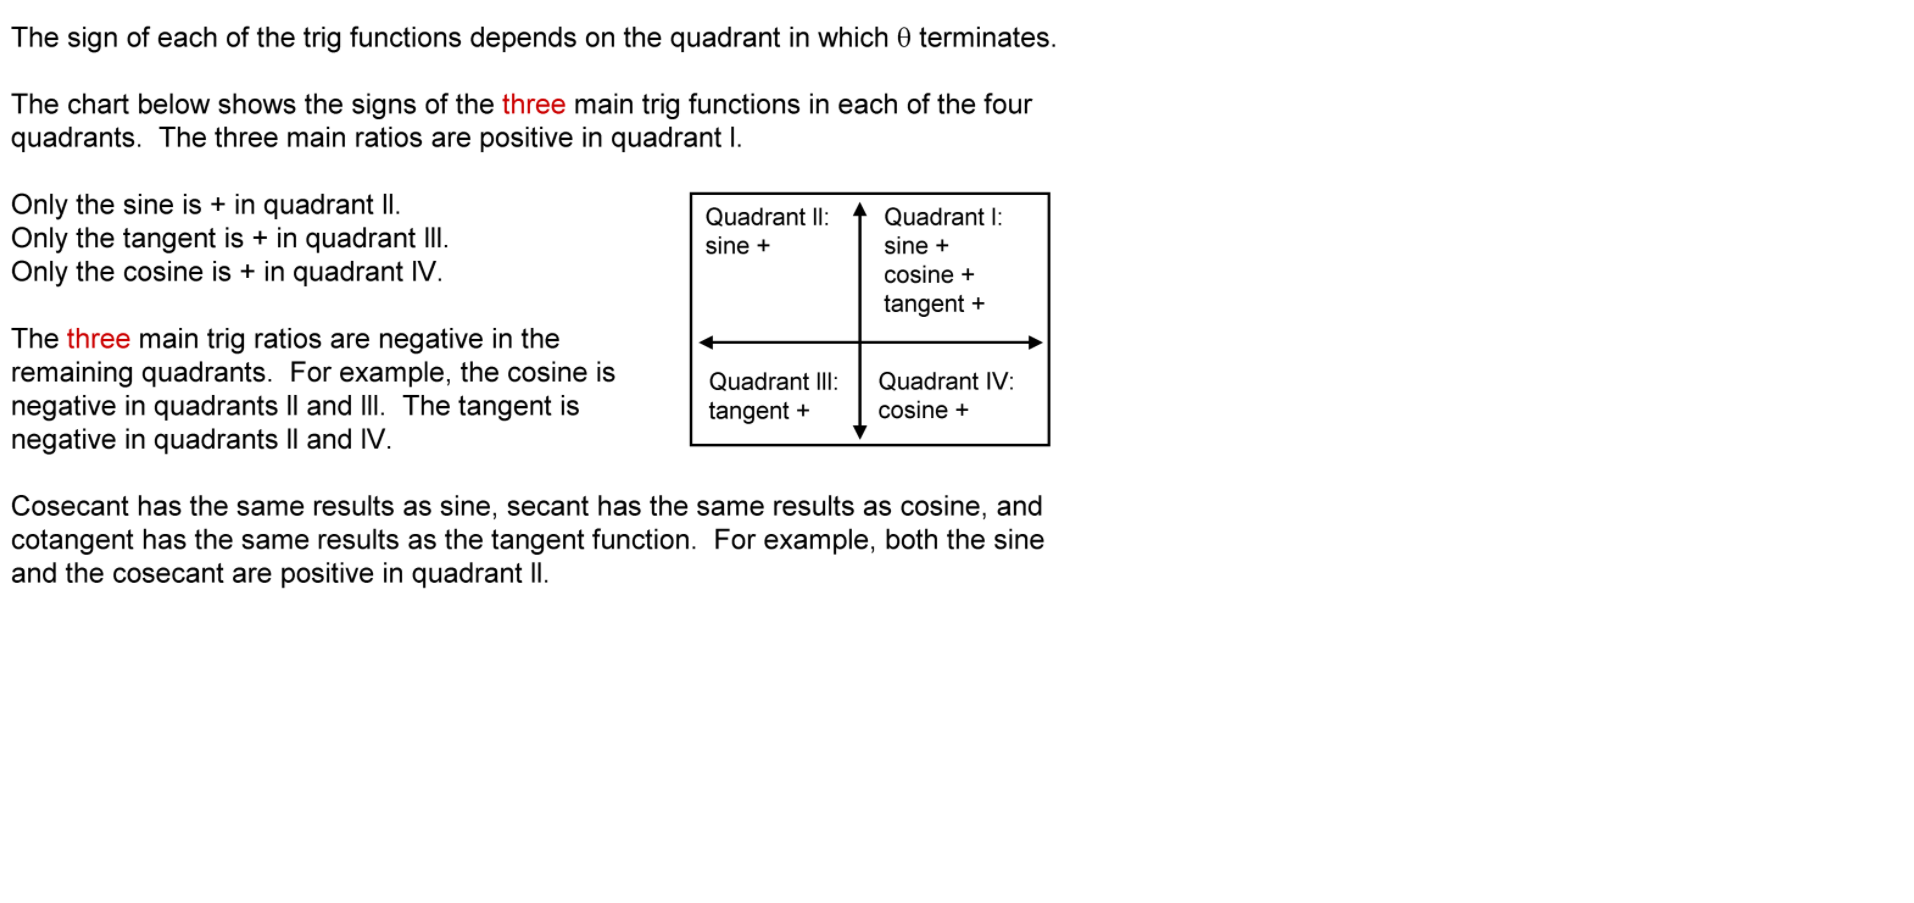 The sign of each of the trig functions depends on the quadrant in which θ terminates.
The chart below shows the signs of the three main trig functions in each of the four
quadrants.  The three main ratios are positive in quadrant I.
Only the sine is + in quadrant II.
Only the tangent is + in quadrant III.
Only the cosine is + in quadrant IV.
The three main trig ratios are negative in the
remaining quadrants.  For example, the cosine is
negative in quadrants II and III.  The tangent is
negative in quadrants II and IV.
Quadrant II:
sine +
Quadrant I:
sine +
cosine +
tangent +
Quadrant III:
tangent +
Quadrant IV:
cosine +
Cosecant has the same results as sine, secant has the same results as cosine, and
cotangent has the same results as the tangent function.  For example, both the sine
and the cosecant are positive in quadrant II.